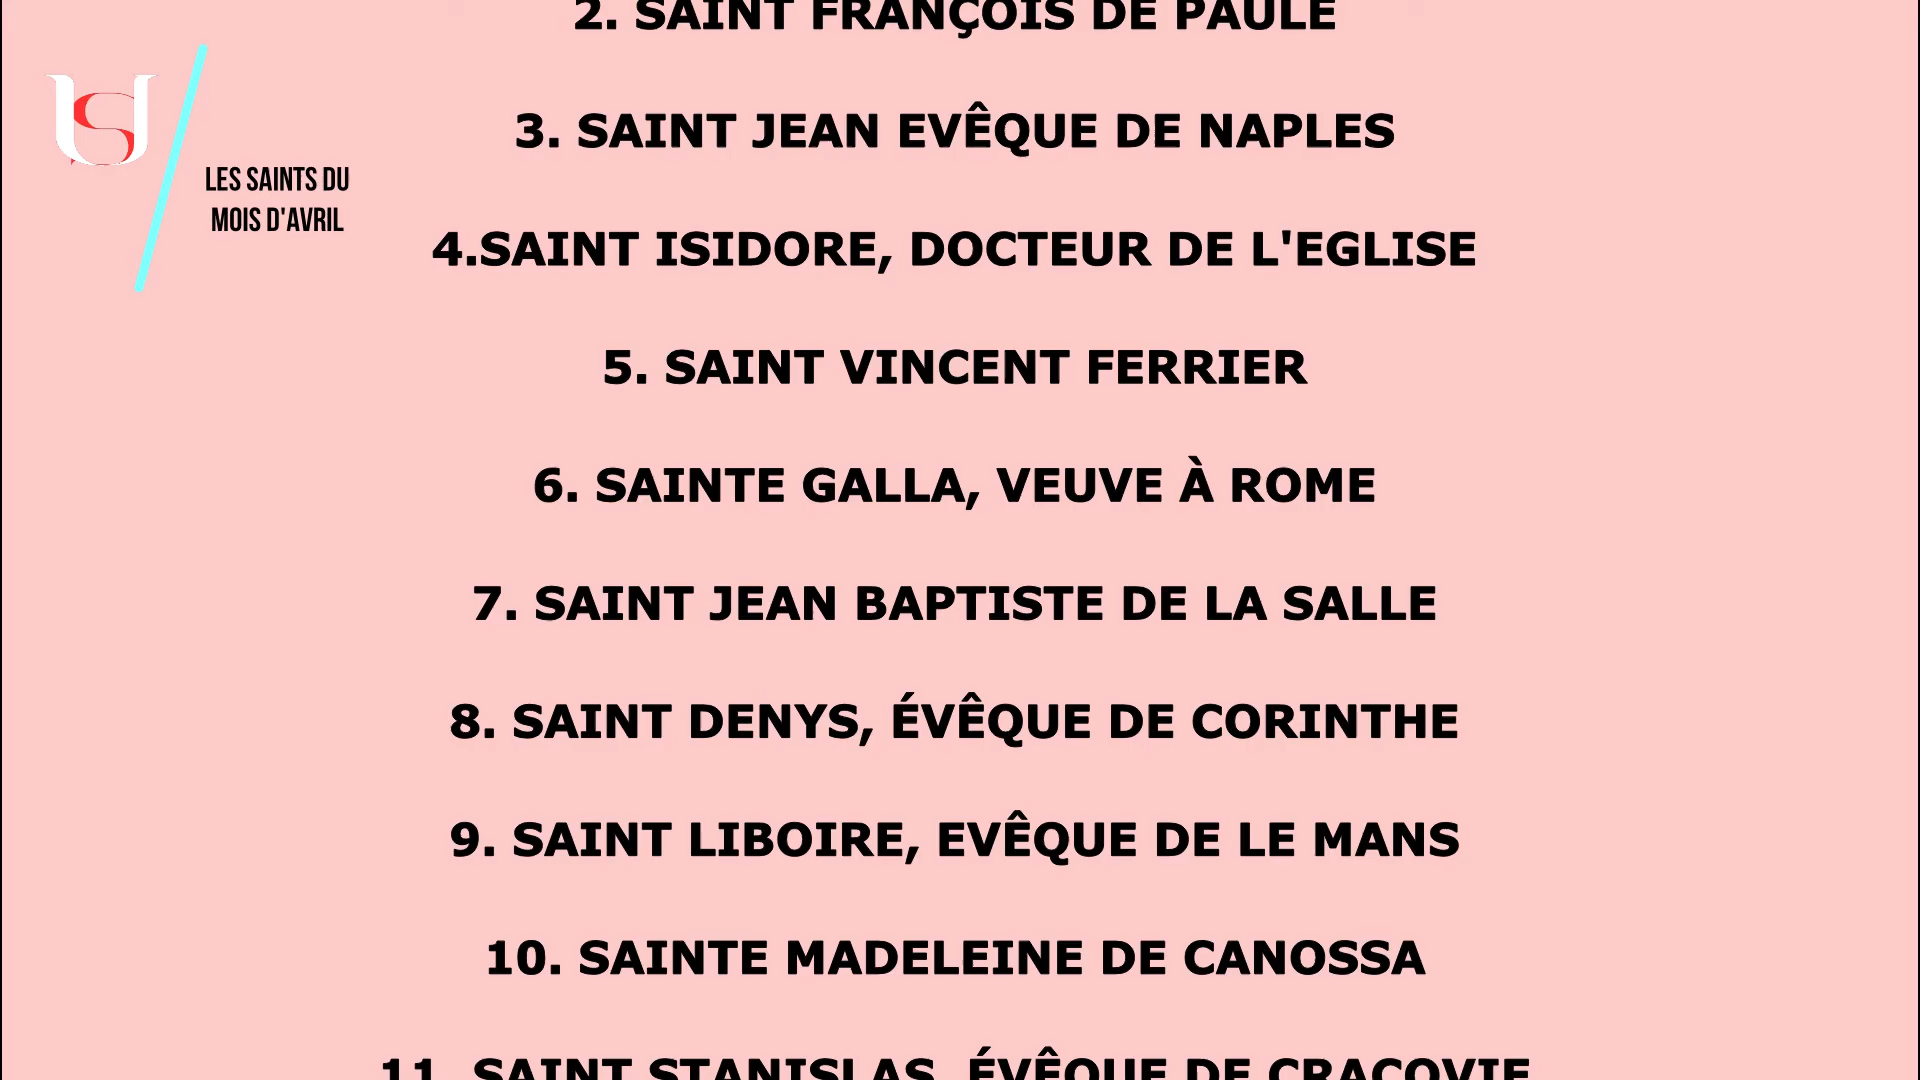 2. SAINT FRANÇOIS DE PAULE
3. SAINT JEAN EVÊQUE DE NAPLES
LES SAINTS DU
MOIS D'AVRIL
4.SAINT ISIDORE, DOCTEUR DE L'EGLISE
5. SAINT VINCENT FERRIER
6. SAINTE GALLA, VEUVE À ROME
7. SAINT JEAN BAPTISTE DE LA SALLE
8. SAINT DENYS, ÉVÊQUE DE CORINTHE
9. SAINT LIBOIRE, EVÊQUE DE LE MANS
10. SAINTE MADELEINE DE CANOSSA
11. SAINT STANISLAS, ÉVÊQUE DE CRACOVIE